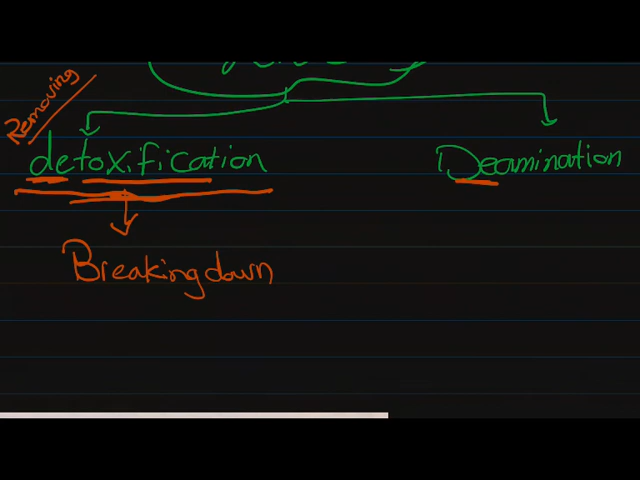 Removing
detoxification
Deamination
Breaking down